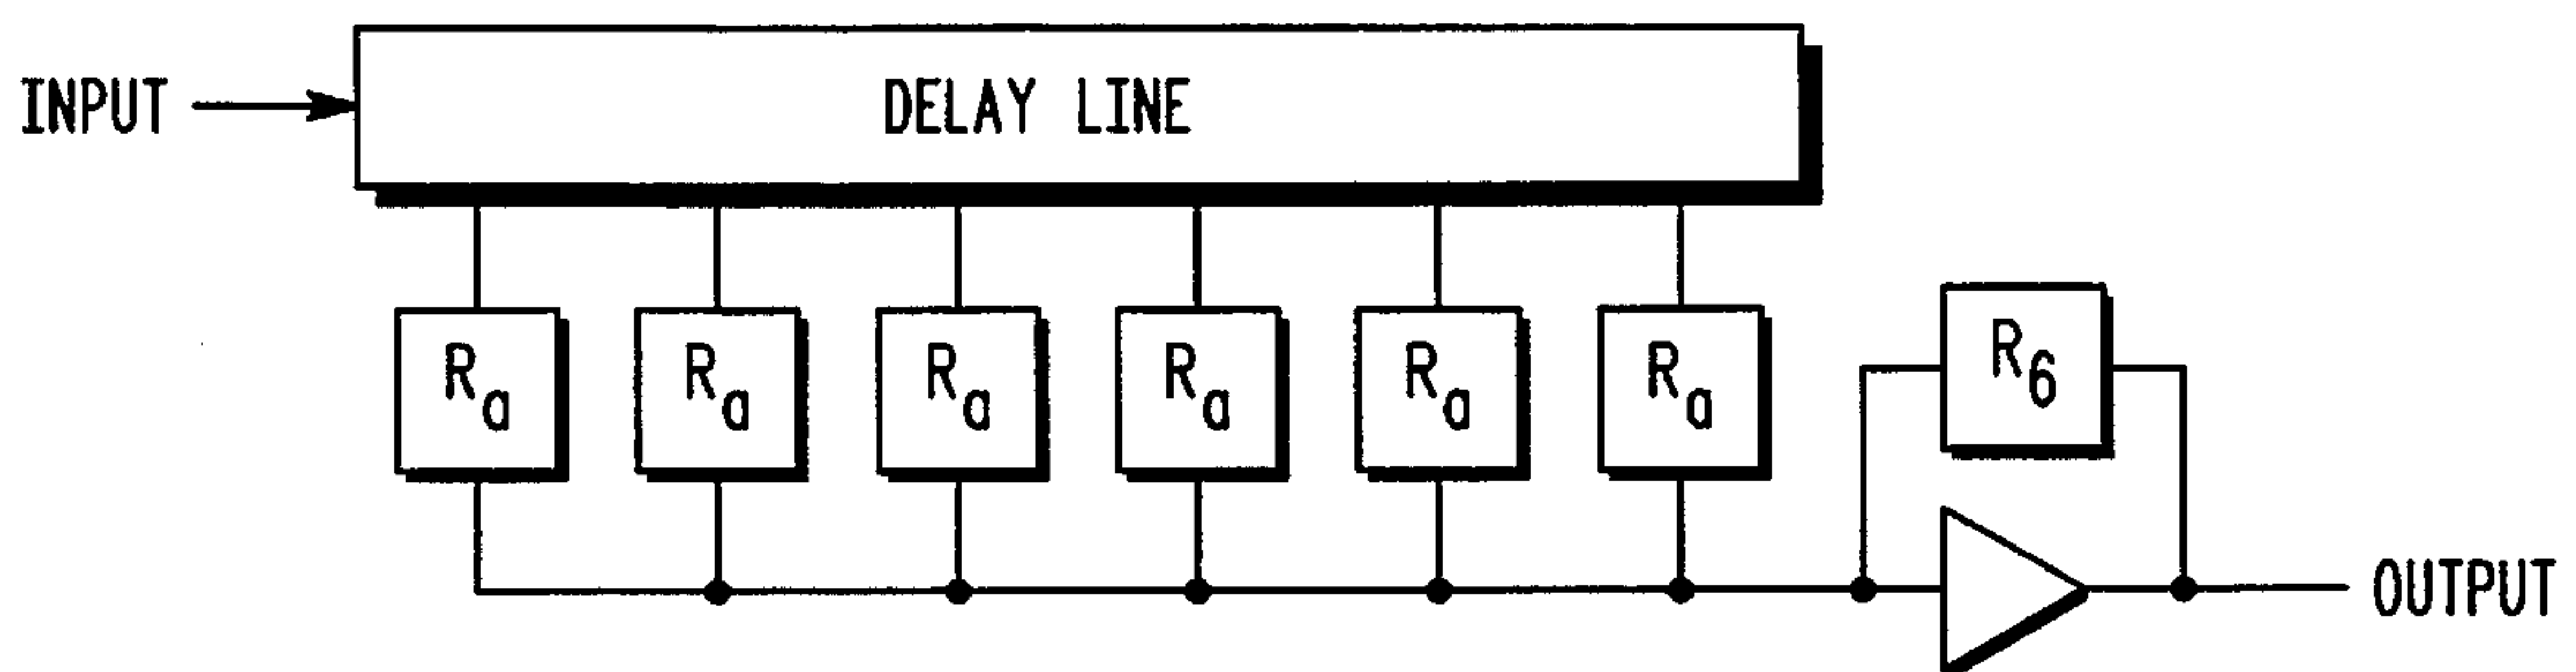 INPUT
DELAY LINE
Ra Ra Ra Ra Ra Ra
R6
OUTPUT